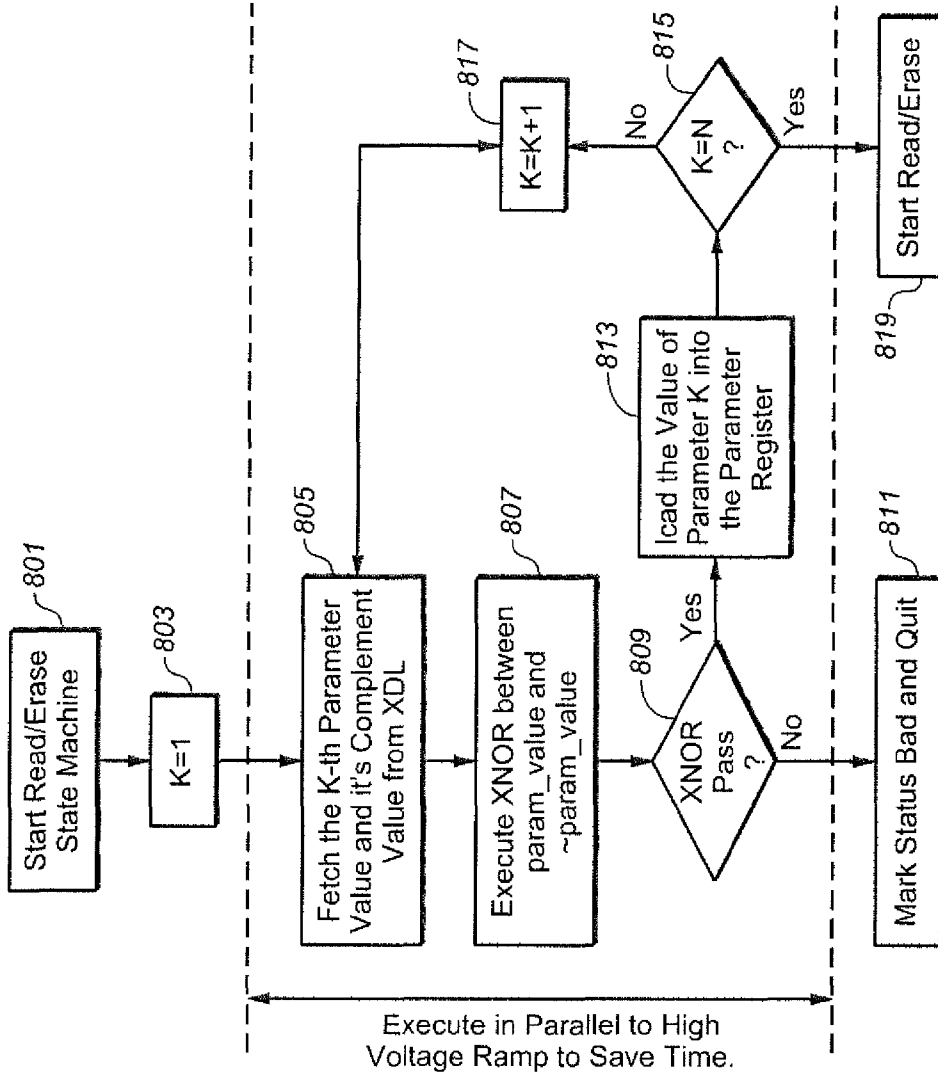 Start Read/Erase
State Machine
801
K=1
803
Fetch the K-th Parameter
Value and it's Complement
Value from XDL
805
Execute XNOR between
param_value and
~param_value
807
XNOR
Pass
?
809
Yes
No
Mark Status Bad and Quit
811
Icad the Value of
Parameter K into
the Parameter
Register
813
K=N
?
815
No
Yes
K=K+1
817
Start Read/Erase
819
Execute in Parallel to High
Voltage Ramp to Save Time.